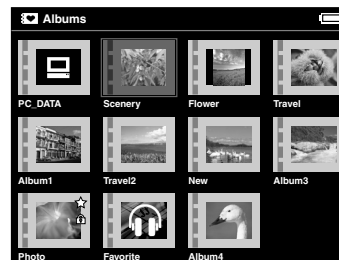 Albums
PC_DATA Scenery Flower Travel
Album1 Travel2 New Album3
Photo Favorite Album4